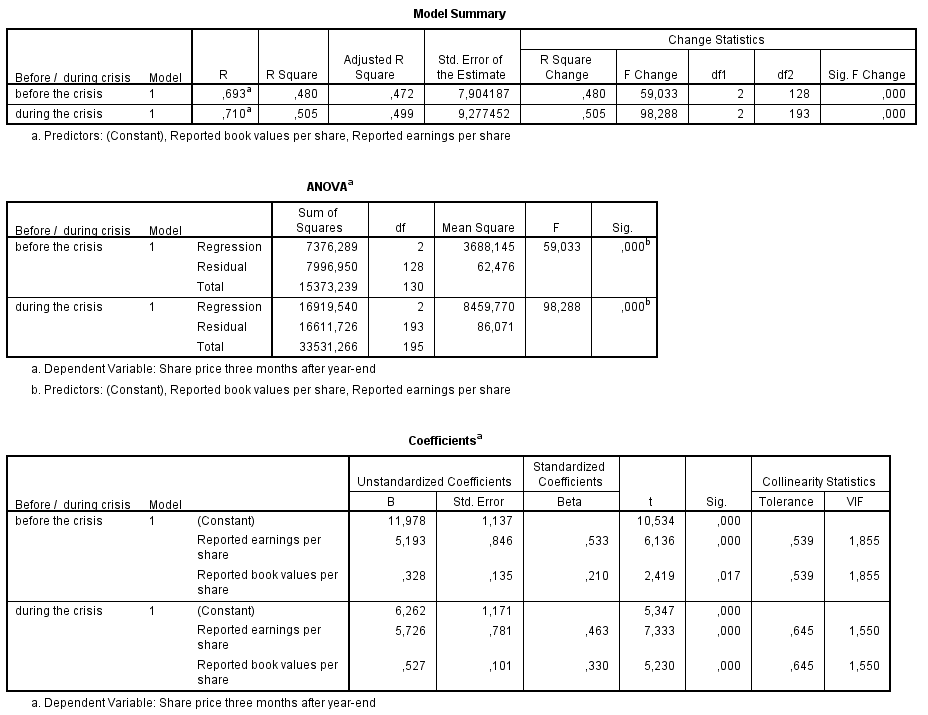 Model Summary
Change Statistics
Before / during crisis Model R R Square Adjusted R Square Std. Error of the Estimate R Square Change F Change df1 df2 Sig. F Change
before the crisis 1 ,693a ,480 ,472 7,904187 ,480 59,033 2 128 ,000
during the crisis 1 ,710a ,505 ,499 9,277452 ,505 98,288 2 193 ,000
a. Predictors: (Constant), Reported book values per share, Reported earnings per share
ANOVAa
Before / during crisis Model Sum of Squares df Mean Square F Sig.
before the crisis 1 Regression 7376,289 2 3688,145 59,033 ,000b
Residual 7996,950 128 62,476
Total 15373,239 130
during the crisis 1 Regression 16919,540 2 8459,770 98,288 ,000b
Residual 16611,726 193 86,071
Total 33531,266 195
a. Dependent Variable: Share price three months after year-end
b. Predictors: (Constant), Reported book values per share, Reported earnings per share
Coefficientsa
Unstandardized Coefficients Standardized Coefficients Collinearity Statistics
Before / during crisis Model B Std. Error Beta t Sig. Tolerance VIF
before the crisis 1 (Constant) 11,978 1,137 10,534 ,000
Reported earnings per share 5,193 ,846 ,533 6,136 ,000 ,539 1,855
Reported book values per share ,328 ,135 ,210 2,419 ,017 ,539 1,855
during the crisis 1 (Constant) 6,262 1,171 5,347 ,000
Reported earnings per share 5,726 ,781 ,463 7,333 ,000 ,645 1,550
Reported book values per share ,527 ,101 ,330 5,230 ,000 ,645 1,550
a. Dependent Variable: Share price three months after year-end